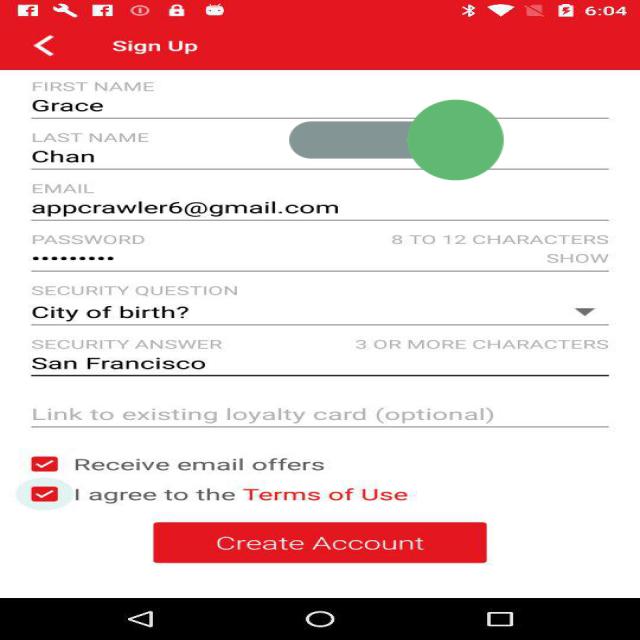 6:04
Sign Up
FIRST NAME
Grace
LAST NAME
Chan
EMAIL
appcrawler6@gmail.com
PASSWORD 8 TO 12 CHARACTERS
••••••••• SHOW
SECURITY QUESTION
City of birth?
SECURITY ANSWER 3 OR MORE CHARACTERS
San Francisco
Link to existing loyalty card (optional)
Receive email offers
I agree to the Terms of Use
Create Account